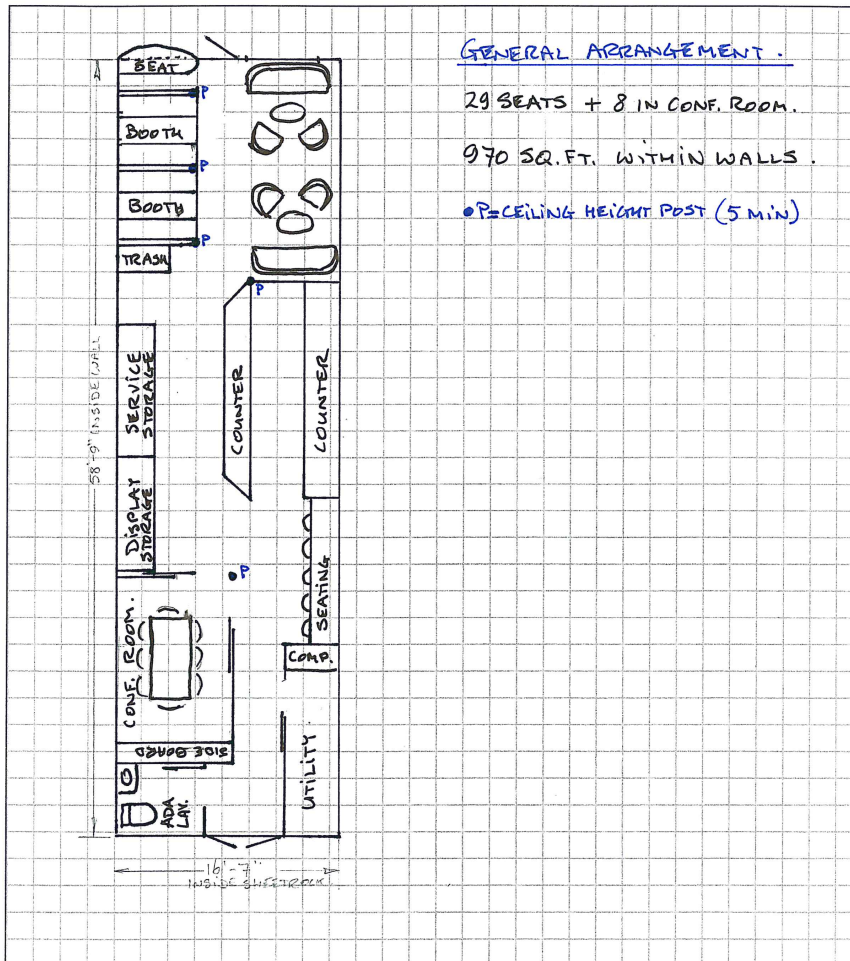 GENERAL ARRANGEMENT.
29 SEATS + 8 IN CONF. ROOM.
970 SQ.FT. WITHIN WALLS.
•P=CEILING HEIGHT POST (5 MIN)
SEAT
P
BOOTH
P
BOOTH
P
TRASH
P
58'-9" INSIDE WALL
SERVICE
STORAGE
COUNTER
COUNTER
DISPLAY
STORAGE
P
SEATING
CONF. ROOM.
COMP.
SIDE BOARD
UTILITY.
ADA
LAV.
16'-7"
INSIDE SHEETROCK